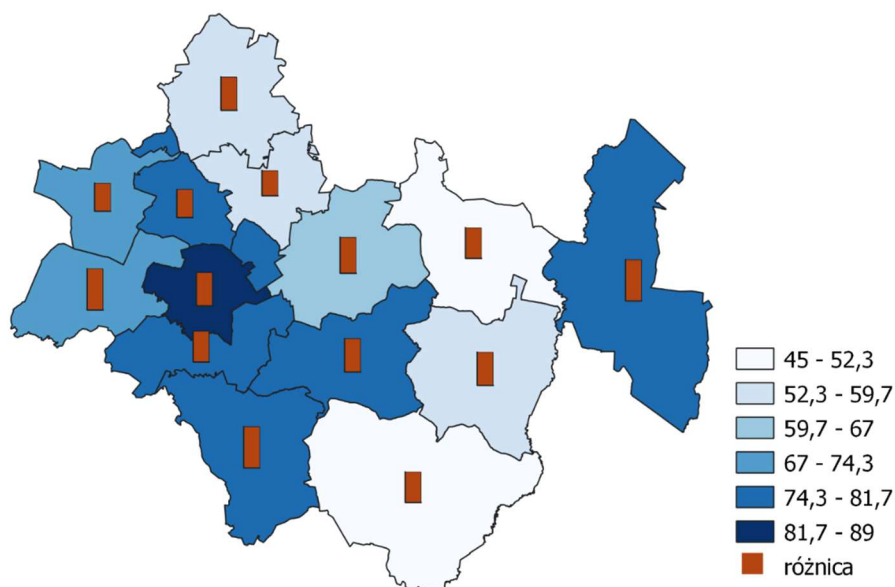 45 - 52,3
52,3 - 59,7
59,7 - 67
67 - 74,3
74,3 - 81,7
81,7 - 89
różnica